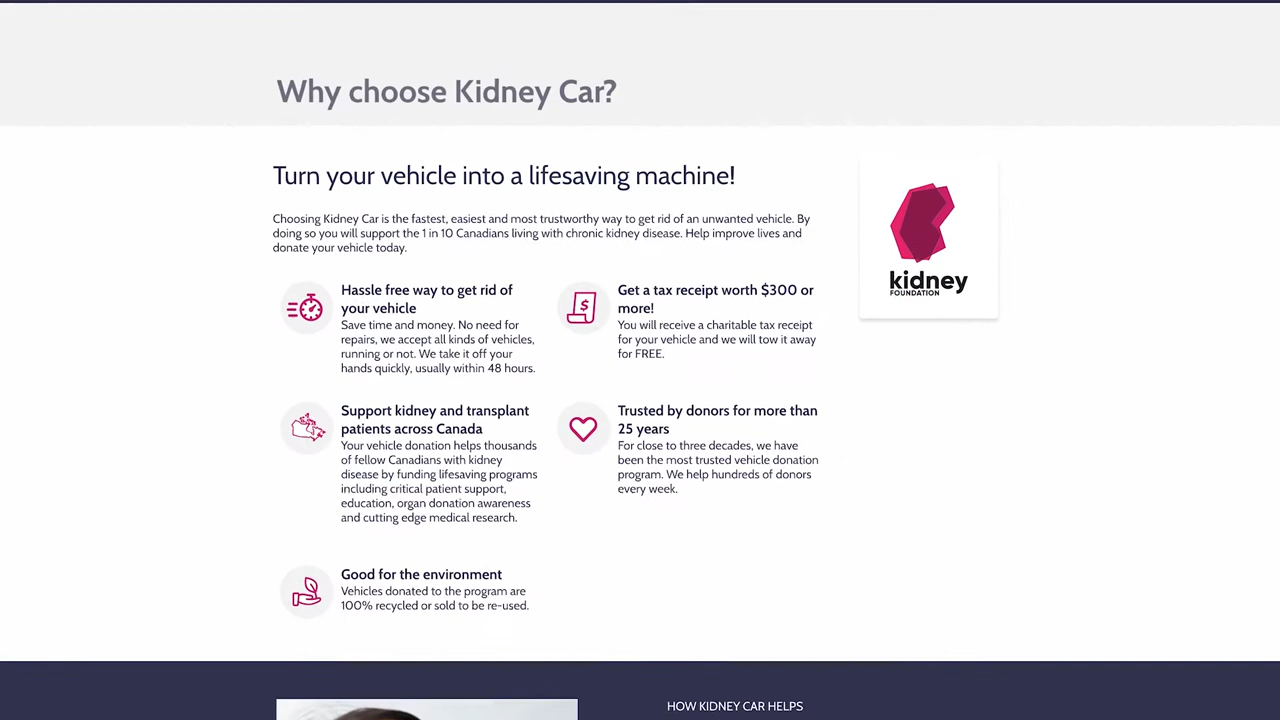 Why choose Kidney Car?
Turn your vehicle into a lifesaving machine!
Choosing Kidney Car is the fastest, easiest and most trustworthy way to get rid of an unwanted vehicle. By
doing so you will support the 1 in 10 Canadians living with chronic kidney disease. Help improve lives and
donate your vehicle today.
Hassle free way to get rid of
your vehicle
Save time and money. No need for
repairs, we accept all kinds of vehicles,
running or not. We take it off your
hands quickly, usually within 48 hours.
Get a tax receipt worth $300 or
more!
You will receive a charitable tax receipt
for your vehicle and we will tow it away
for FREE.
Support kidney and transplant
patients across Canada
Your vehicle donation helps thousands
of fellow Canadians with kidney
disease by funding lifesaving programs
including critical patient support,
education, organ donation awareness
and cutting edge medical research.
Trusted by donors for more than
25 years
For close to three decades, we have
been the most trusted vehicle donation
program. We help hundreds of donors
every week.
Good for the environment
Vehicles donated to the program are
100% recycled or sold to be re-used.
kidney
FOUNDATION
HOW KIDNEY CAR HELPS